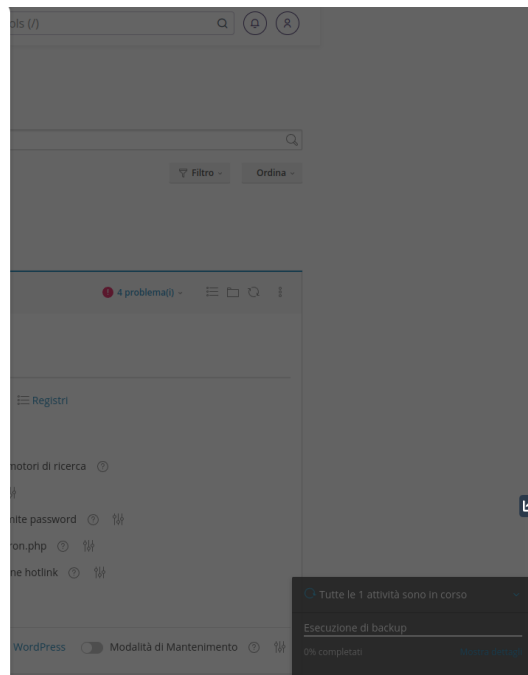 ols (/)
Filtro
Ordina
4 problema(i)
Registri
motori di ricerca
nite password
ron.php
ne hotlink
Tutte le 1 attività sono in corso
Esecuzione di backup
WordPress Modalità di Mantenimento
0% completati